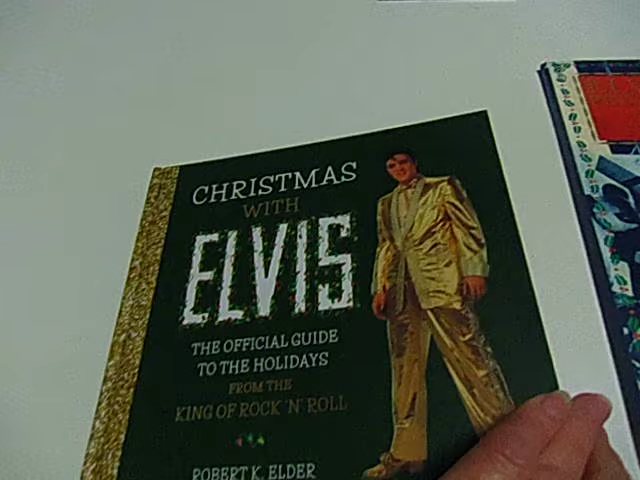 CHRISTMAS
WITH
ELVIS
THE OFFICIAL GUIDE
TO THE HOLIDAYS
FROM THE
KING OF ROCK 'N' ROLL
ROBERT K. ELDER